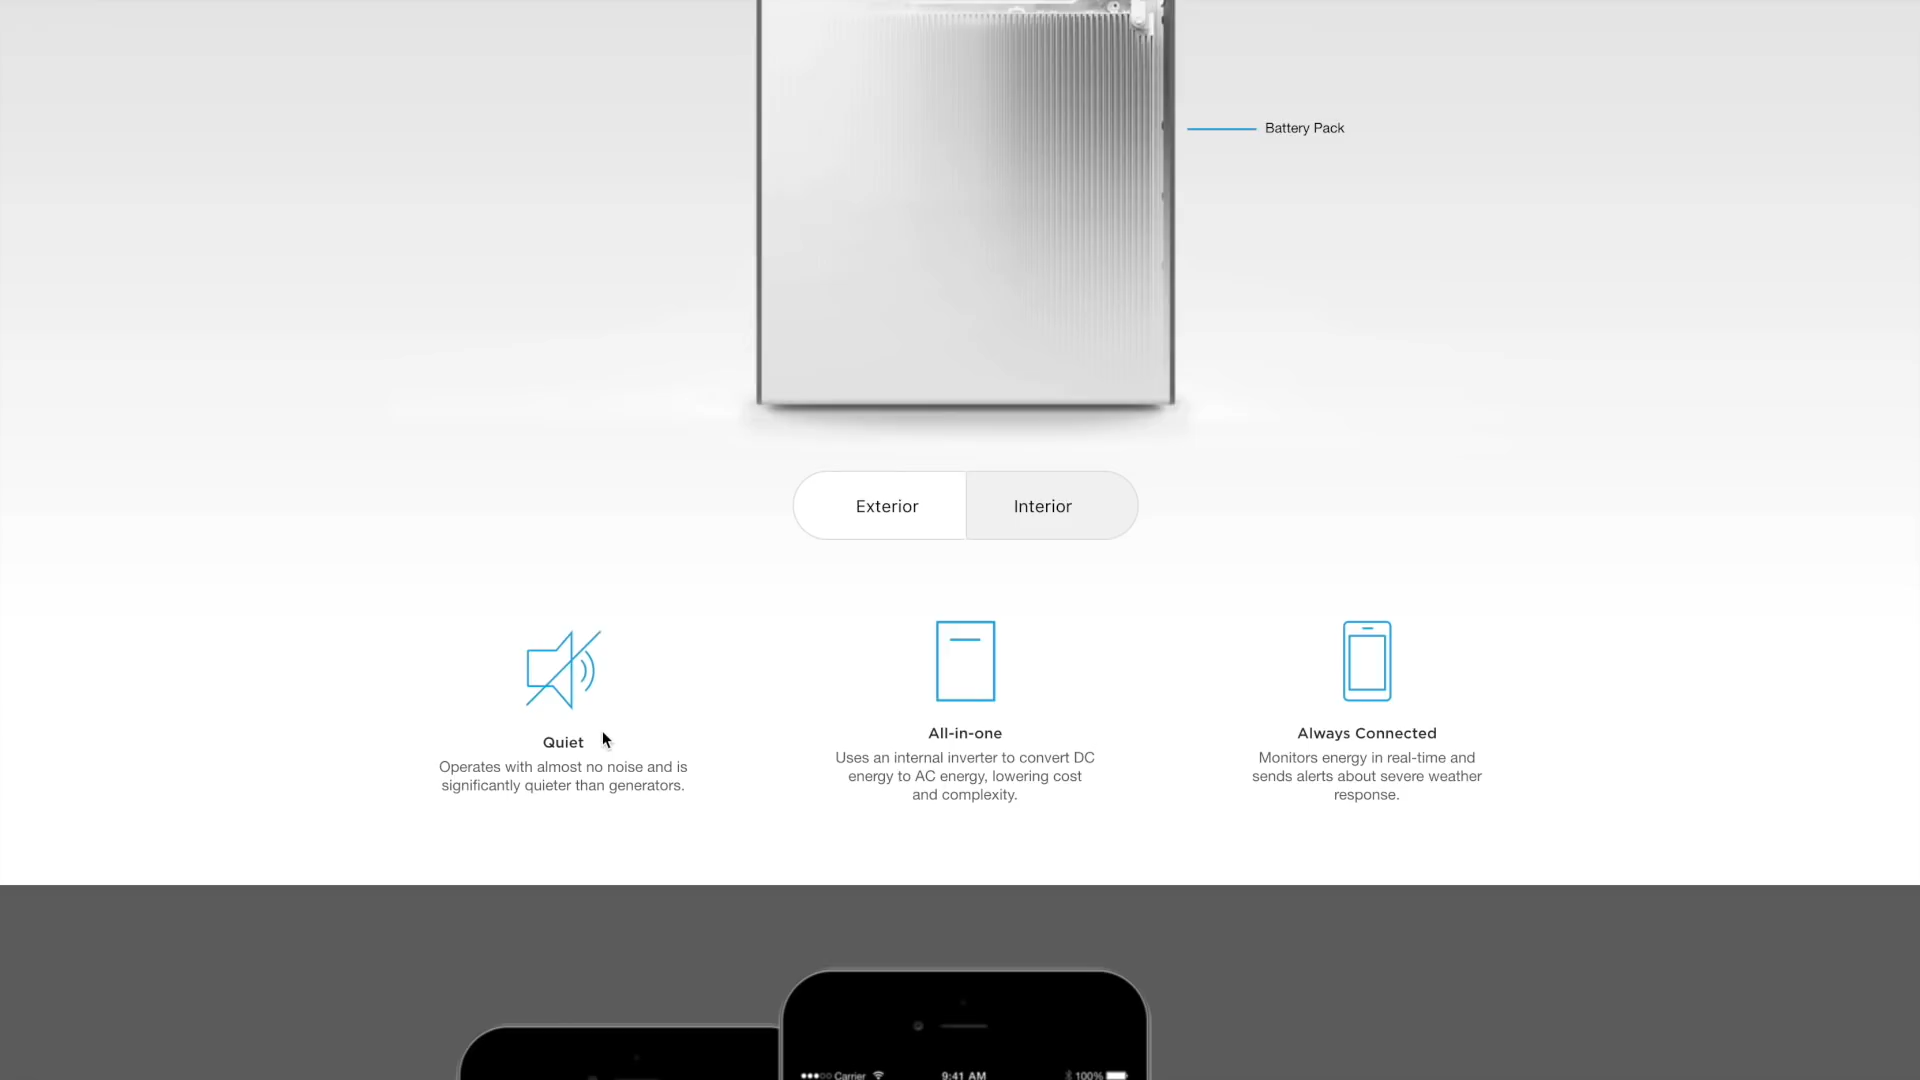 Battery Pack
Exterior
Interior
Quiet
Operates with almost no noise and is
significantly quieter than generators.
All-in-one
Uses an internal inverter to convert DC
energy to AC energy, lowering cost
and complexity.
Always Connected
Monitors energy in real-time and
sends alerts about severe weather
response.
Carrier 9:41 AM 100%